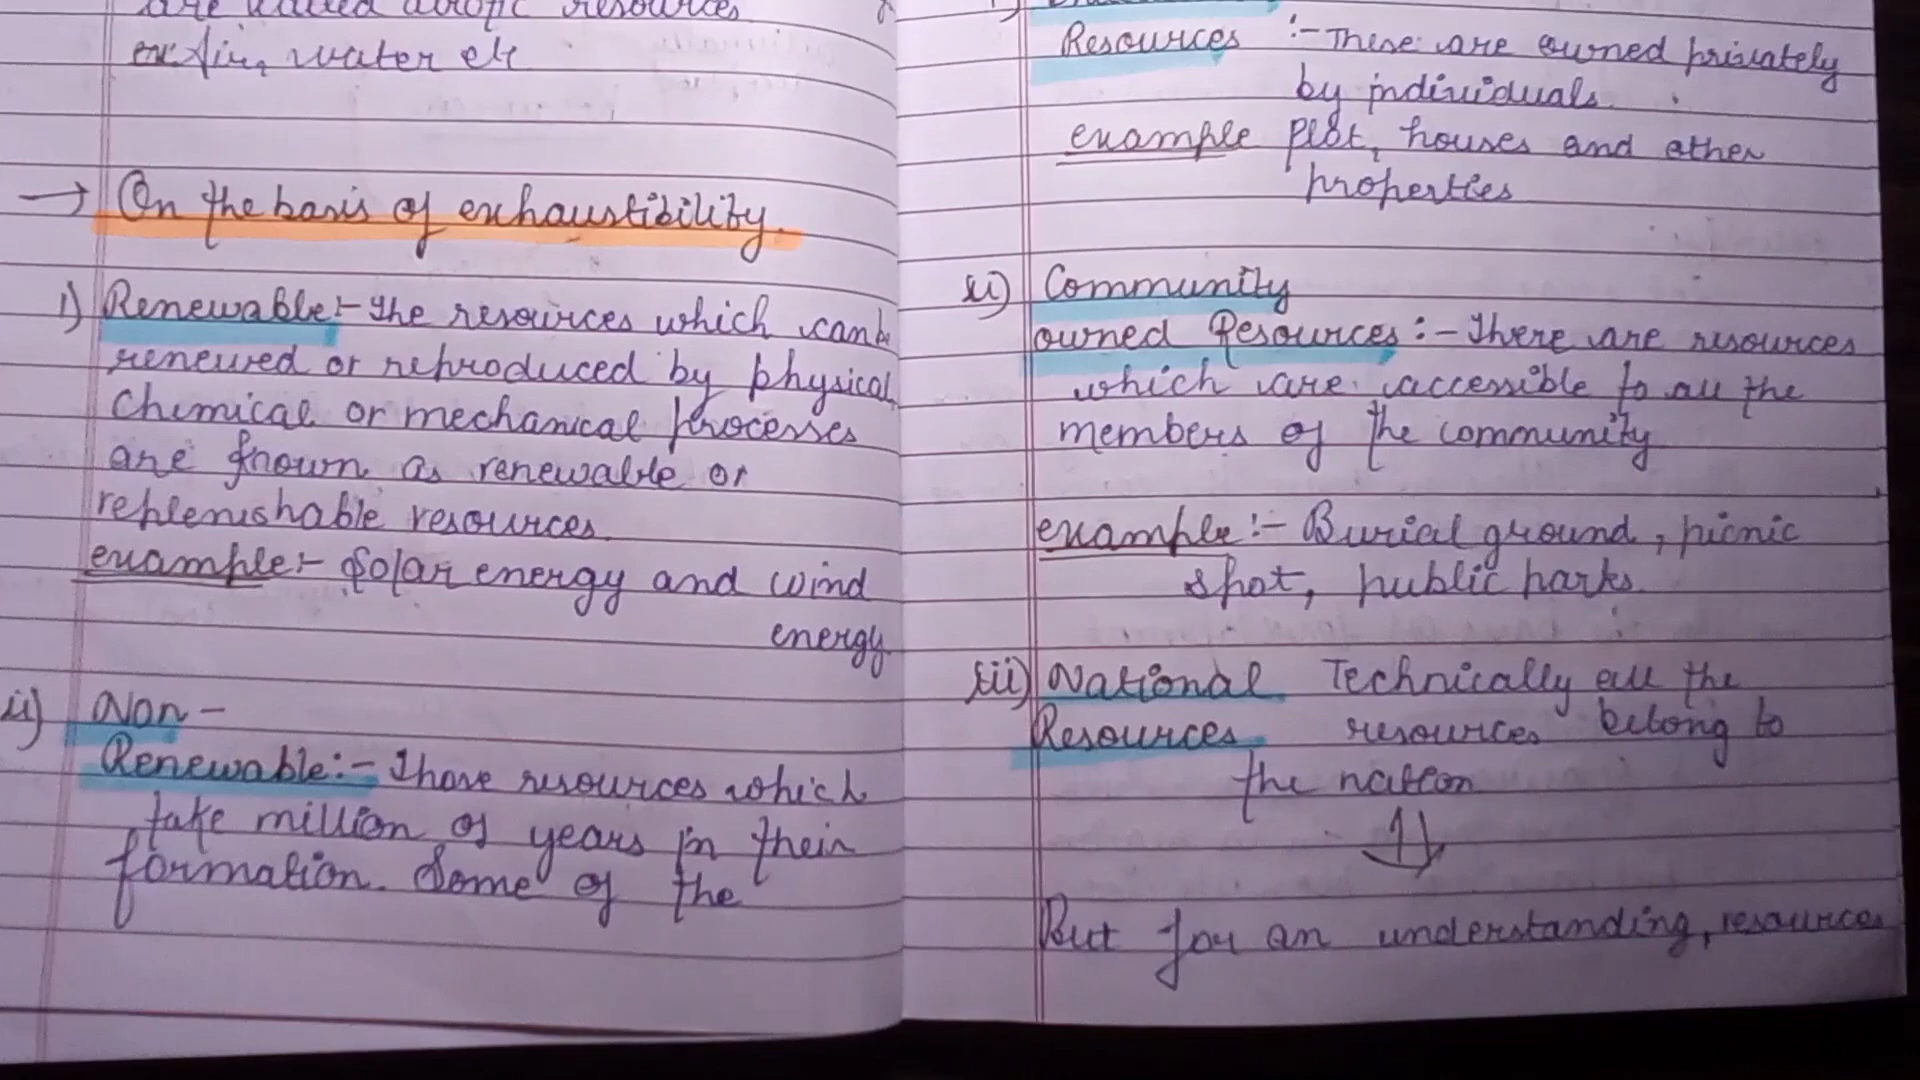 are called abiotic resources
ex Air, water etc
→ On the basis of exhaustibility.
i) Renewable:- The resources which can be
renewed or reproduced by physical,
chemical or mechanical processes
are known as renewable or
replenishable resources.
example:- Solar energy and wind
energy
ii) Non-
Renewable:- Those resources which
take million of years in their
formation. Some of the
Resources :- These are owned privately
by individuals.
example Plot, houses and other
properties
ii) Community
owned Resources:- There are resources
which are accessible to all the
members of the community
example:- Burial ground, picnic
spot, public parks.
iii) National Technically all the
Resources resources belong to
the nation
But for an understanding, resources